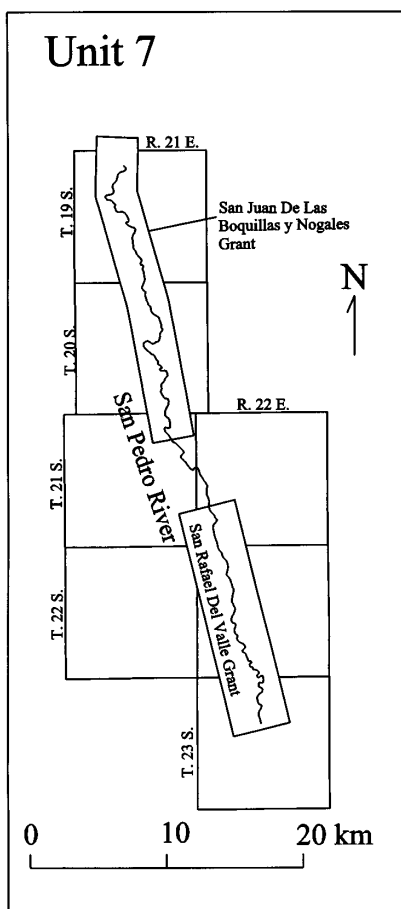 Unit 7
R. 21 E.
T. 19 S.
San Juan De Las
Boquillas y Nogales
Grant
N
T. 20 S.
R. 22 E.
San Pedro River
T. 21 S.
San Rafael Del Valle Grant
T. 22 S.
T. 23 S.
0 10 20 km